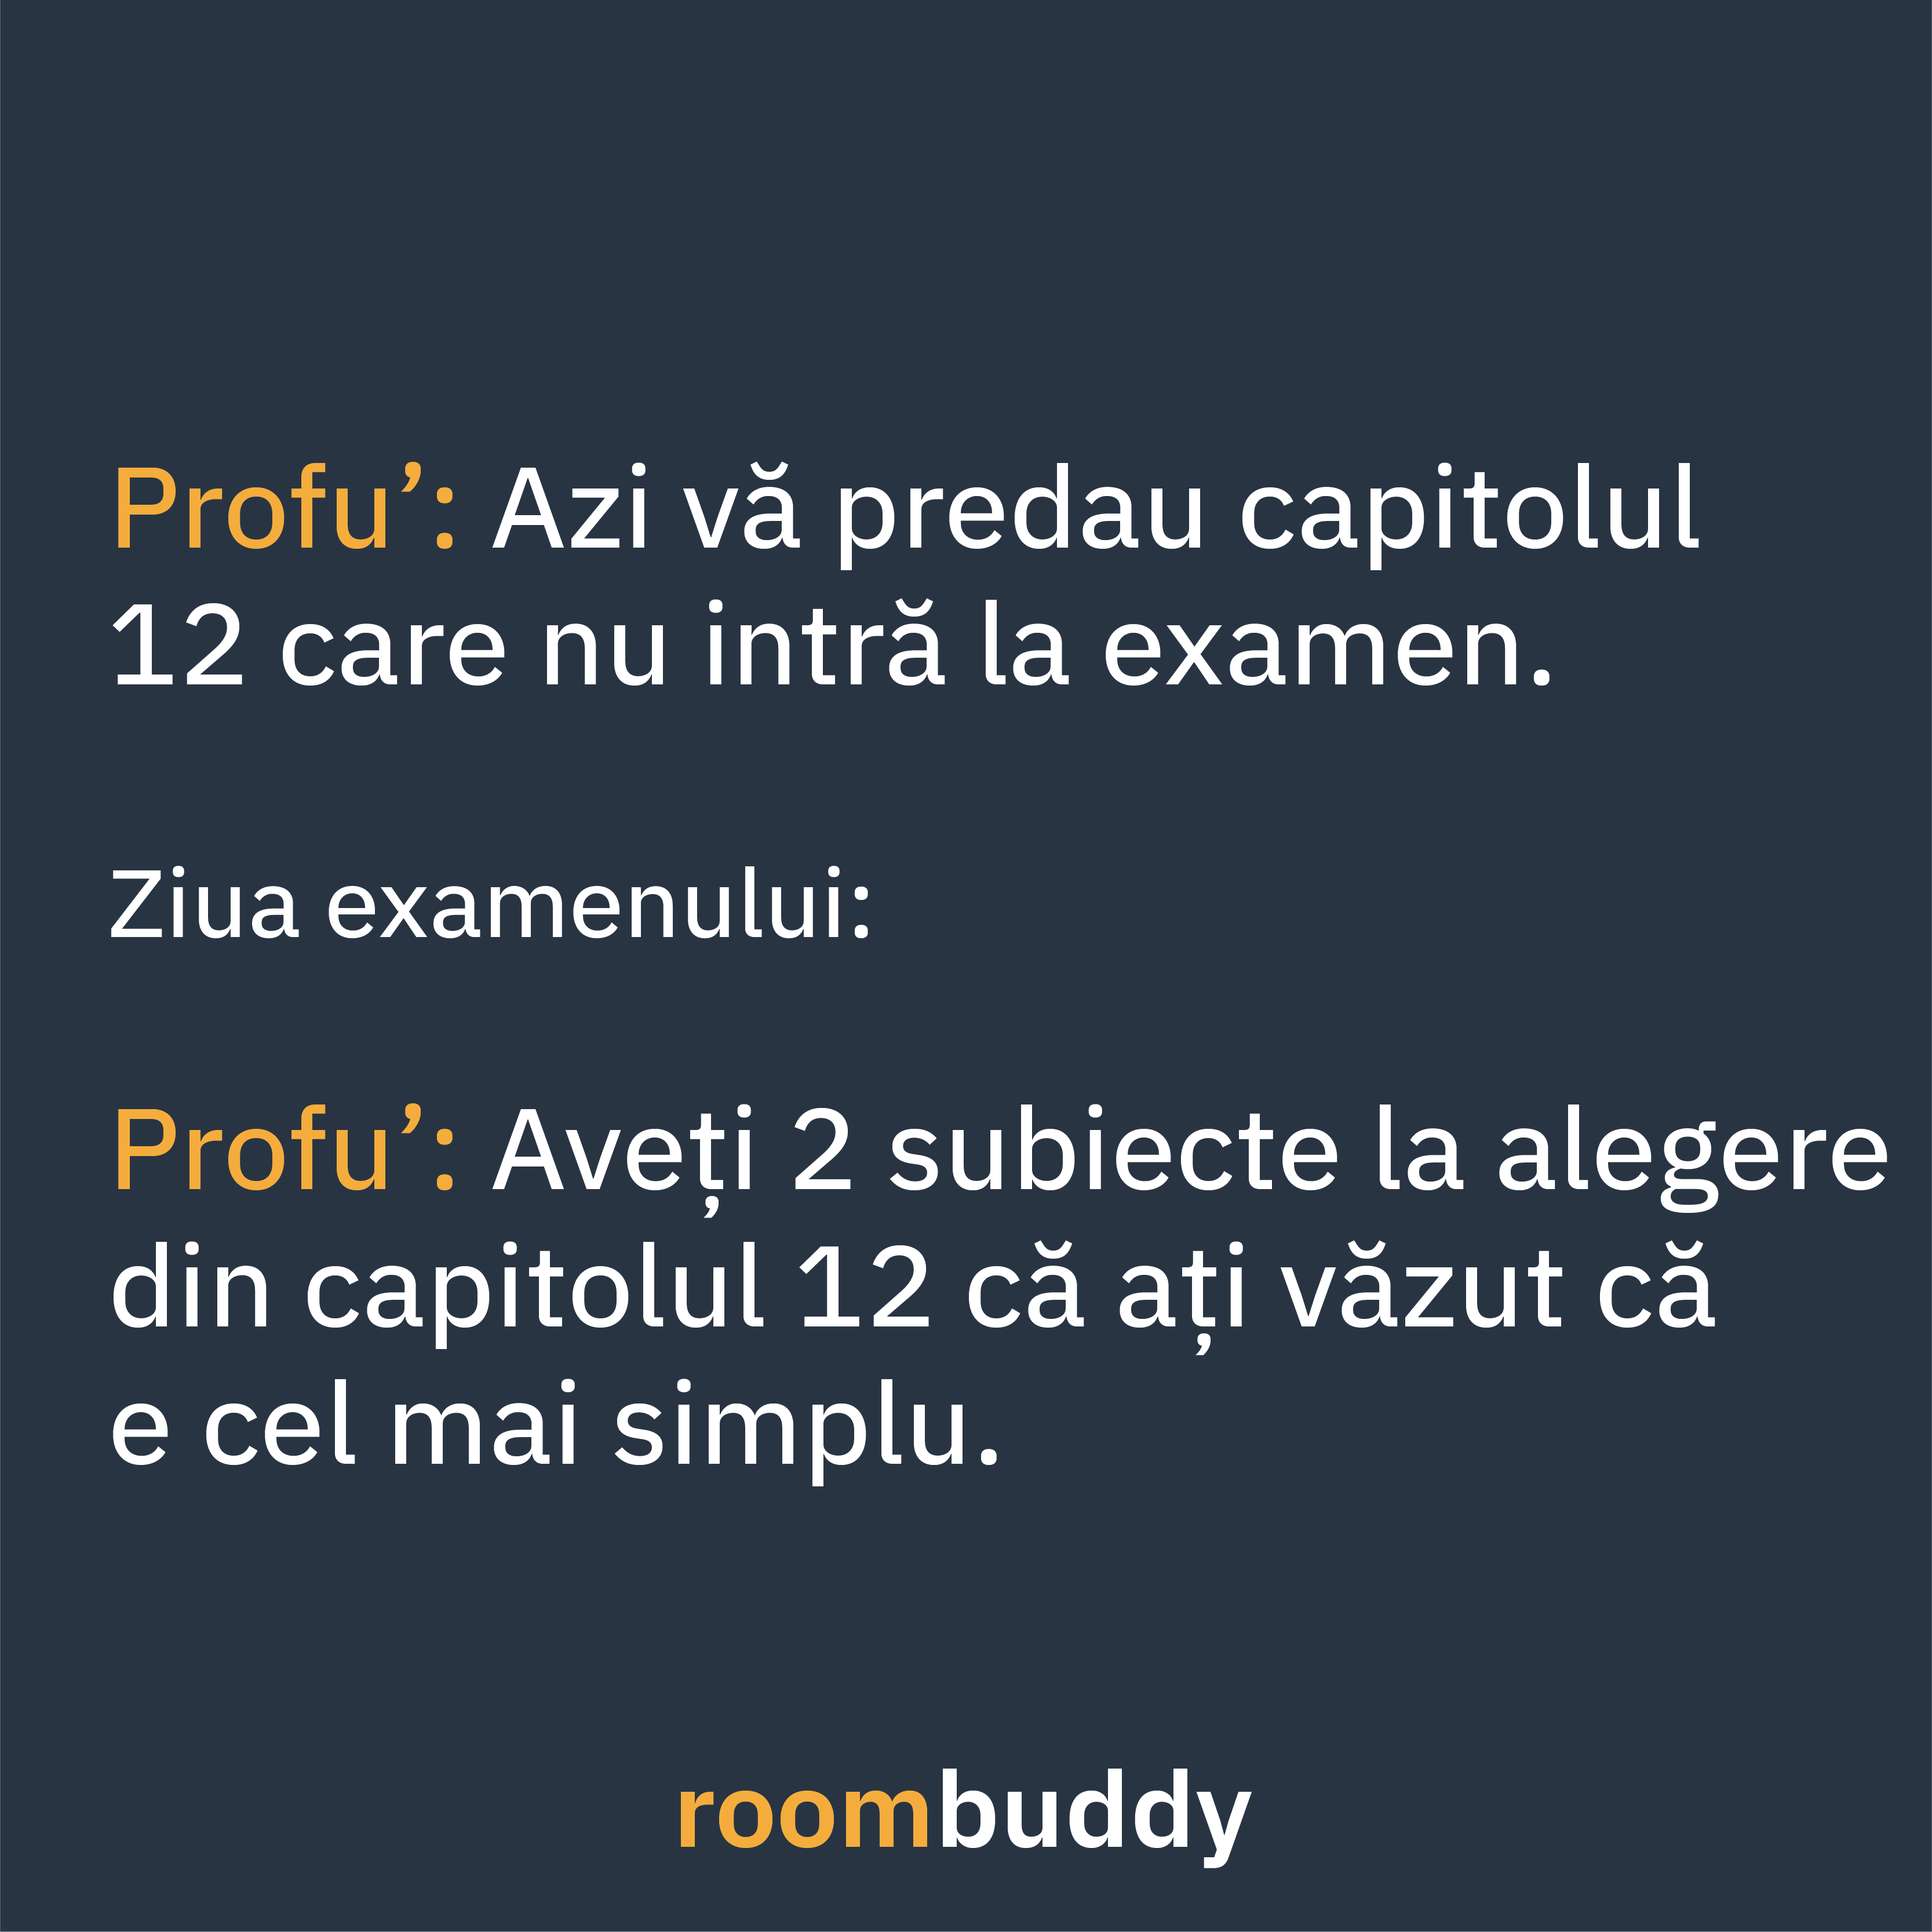 Profu’: Azi vă predau capitolul
12 care nu intră la examen.
Ziua examenului:
Profu’: Aveți 2 subiecte la alegere
din capitolul 12 că ați văzut că
e cel mai simplu.
roombuddy